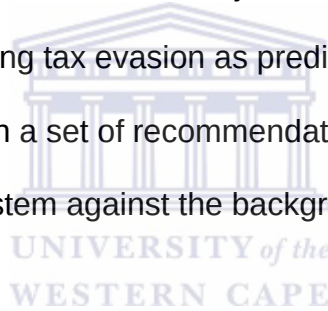 ng tax evasion as predi
n a set of recommendat
stem against the backgr
UNIVERSITY of the
WESTERN CAPE